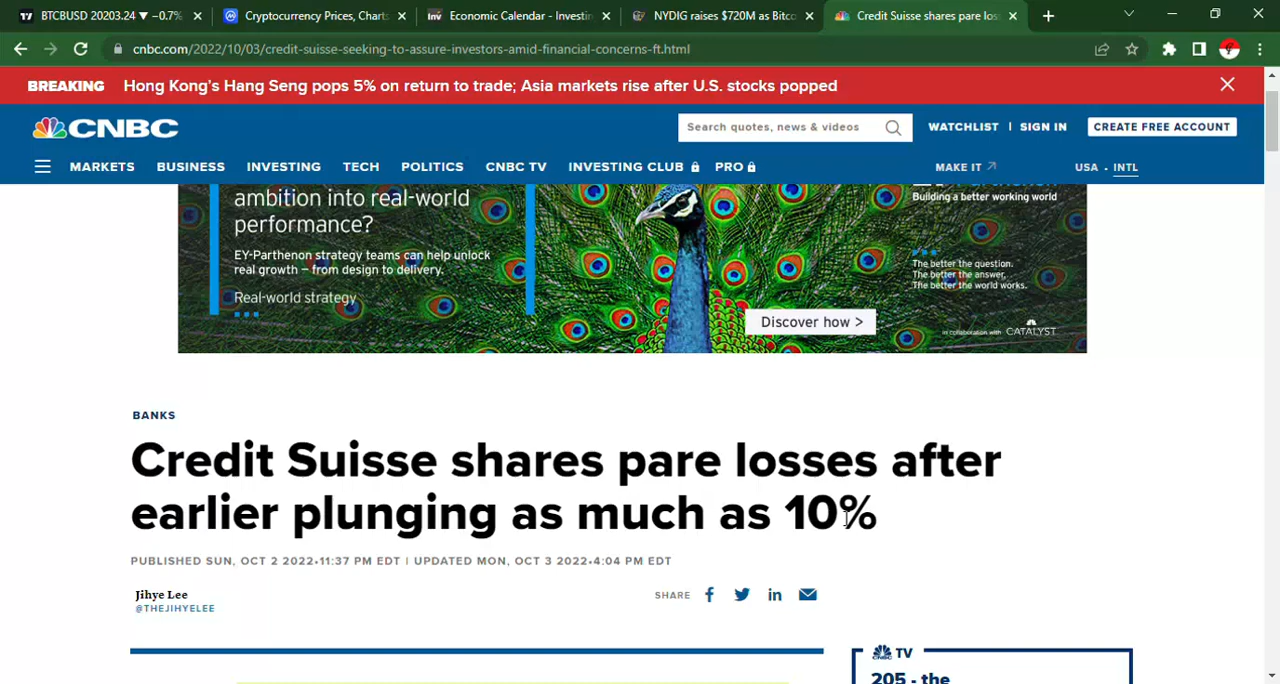 BTCBUSD 20203.24 ▼ −0.7%
Cryptocurrency Prices, Charts
Economic Calendar - Investin
NYDIG raises $720M as Bitco
Credit Suisse shares pare los
cnbc.com/2022/10/03/credit-suisse-seeking-to-assure-investors-amid-financial-concerns-ft.html
BREAKING Hong Kong's Hang Seng pops 5% on return to trade; Asia markets rise after U.S. stocks popped
CNBC
Search quotes, news & videos
WATCHLIST | SIGN IN
CREATE FREE ACCOUNT
MARKETS BUSINESS INVESTING TECH POLITICS CNBC TV INVESTING CLUB PRO
MAKE IT
USA - INTL
ambition into real-world
performance?
EY-Parthenon strategy teams can help unlock
real growth – from design to delivery.
Real-world strategy
Building a better working world
The better the question.
The better the answer.
The better the world works.
Discover how >
in collaboration with CATALYST
BANKS
Credit Suisse shares pare losses after
earlier plunging as much as 10%
PUBLISHED SUN, OCT 2 2022•11:37 PM EDT | UPDATED MON, OCT 3 2022•4:04 PM EDT
Jihye Lee
@THEJIHYELEE
SHARE
TV
205 - the